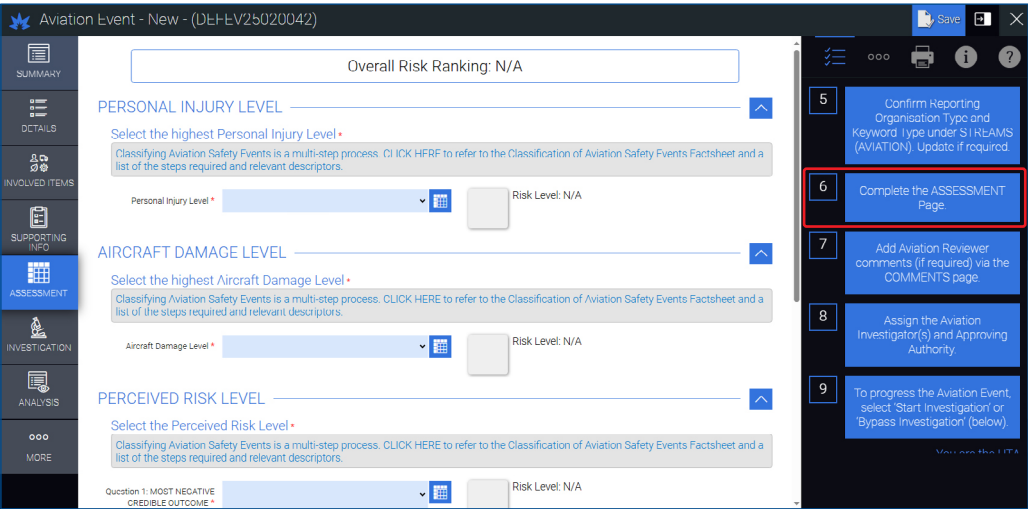 Aviation Event - New - (DEFEV25020042)
Save
SUMMARY
DETAILS
INVOLVED ITEMS
SUPPORTING
INFO
ASSESSMENT
INVESTIGATION
ANALYSIS
MORE
Overall Risk Ranking: N/A
PERSONAL INJURY LEVEL
Select the highest Personal Injury Level *
Classifying Aviation Safety Events is a multi-step process. CLICK HERE to refer to the Classification of Aviation Safety Events Factsheet and a
list of the steps required and relevant descriptors.
Personal Injury Level *
Risk Level: N/A
AIRCRAFT DAMAGE LEVEL
Select the highest Aircraft Damage Level *
Classifying Aviation Safety Events is a multi-step process. CLICK HERE to refer to the Classification of Aviation Safety Events Factsheet and a
list of the steps required and relevant descriptors.
Aircraft Damage Level *
Risk Level: N/A
PERCEIVED RISK LEVEL
Select the Perceived Risk Level *
Classifying Aviation Safety Events is a multi-step process. CLICK HERE to refer to the Classification of Aviation Safety Events Factsheet and a
list of the steps required and relevant descriptors.
Question 1: MOST NEGATIVE
CREDIBLE OUTCOME *
Risk Level: N/A
5
Confirm Reporting
Organisation Type and
Keyword Type under STREAMS
(AVIATION). Update if required.
6
Complete the ASSESSMENT
Page.
7
Add Aviation Reviewer
comments (if required) via the
COMMENTS page.
8
Assign the Aviation
Investigator(s) and Approving
Authority.
9
To progress the Aviation Event,
select 'Start Investigation' or
'Bypass Investigation' (below).
You are the UTA